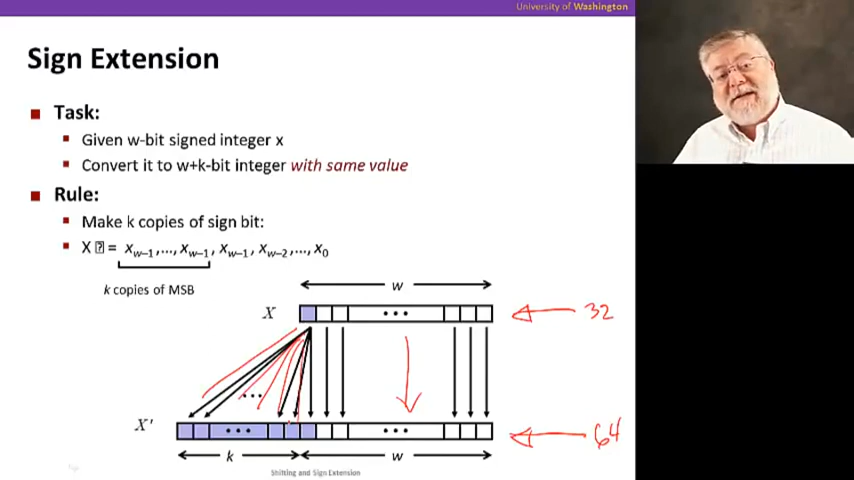 University of Washington
Sign Extension
Task:
Given w-bit signed integer x
Convert it to w+k-bit integer with same value
Rule:
Make k copies of sign bit:
X = xw–1,…, xw–1, xw–1, xw–2,…, x0
k copies of MSB
w
X
•••
32
•••
X'
•••
•••
64
k
w
Shifting and Sign Extension